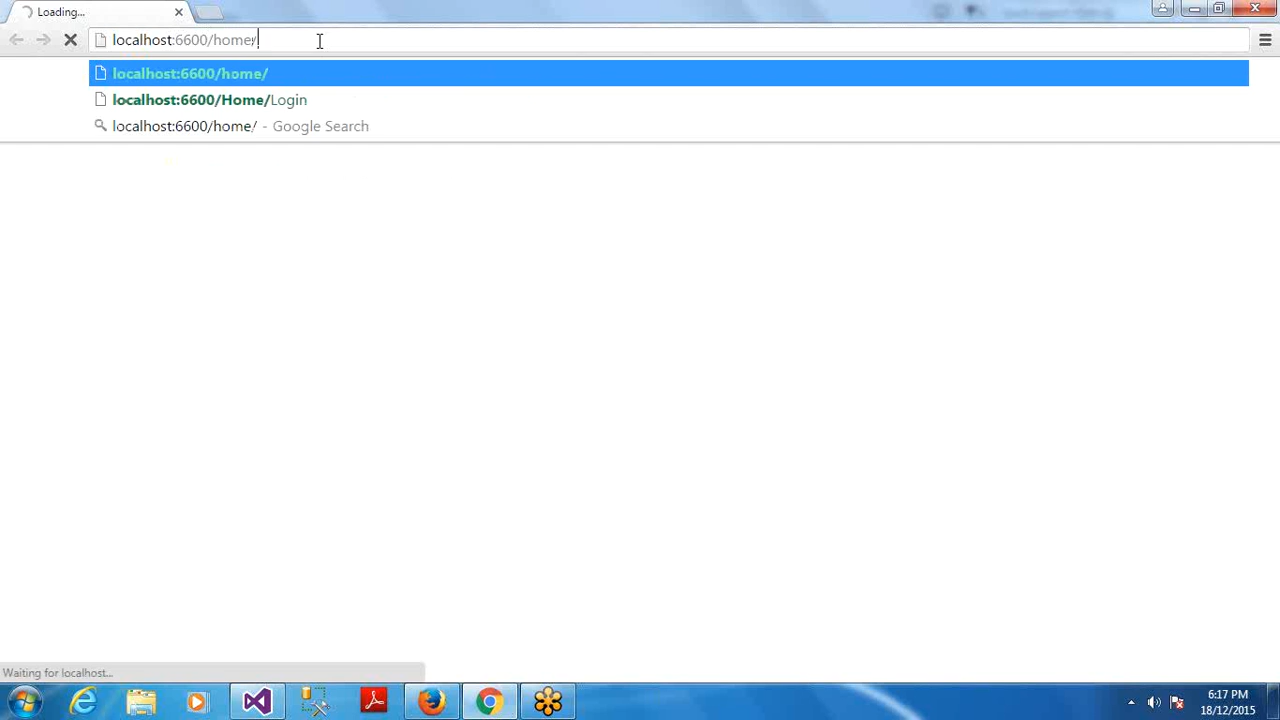 Loading...
localhost:6600/home/
localhost:6600/home/
localhost:6600/Home/Login
localhost:6600/home/ - Google Search
Waiting for localhost...
6:17 PM
18/12/2015